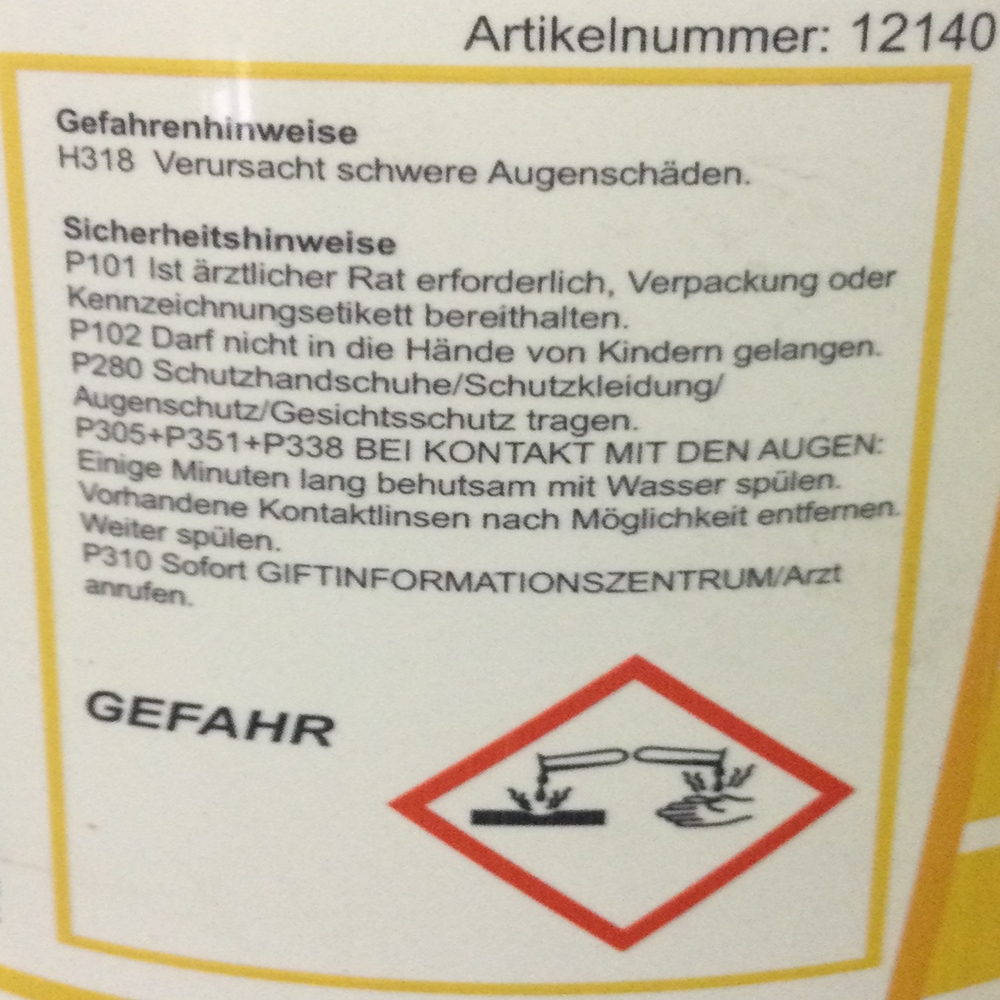 Artikelnummer: 12140
Gefahrenhinweise
H318 Verursacht schwere Augenschäden.
Sicherheitshinweise
P101 Ist ärztlicher Rat erforderlich, Verpackung oder
Kennzeichnungsetikett bereithalten.
P102 Darf nicht in die Hände von Kindern gelangen.
P280 Schutzhandschuhe/Schutzkleidung/
Augenschutz/Gesichtsschutz tragen.
P305+P351+P338 BEI KONTAKT MIT DEN AUGEN:
Einige Minuten lang behutsam mit Wasser spülen.
Vorhandene Kontaktlinsen nach Möglichkeit entfernen.
Weiter spülen.
P310 Sofort GIFTINFORMATIONSZENTRUM/Arzt
anrufen.
GEFAHR